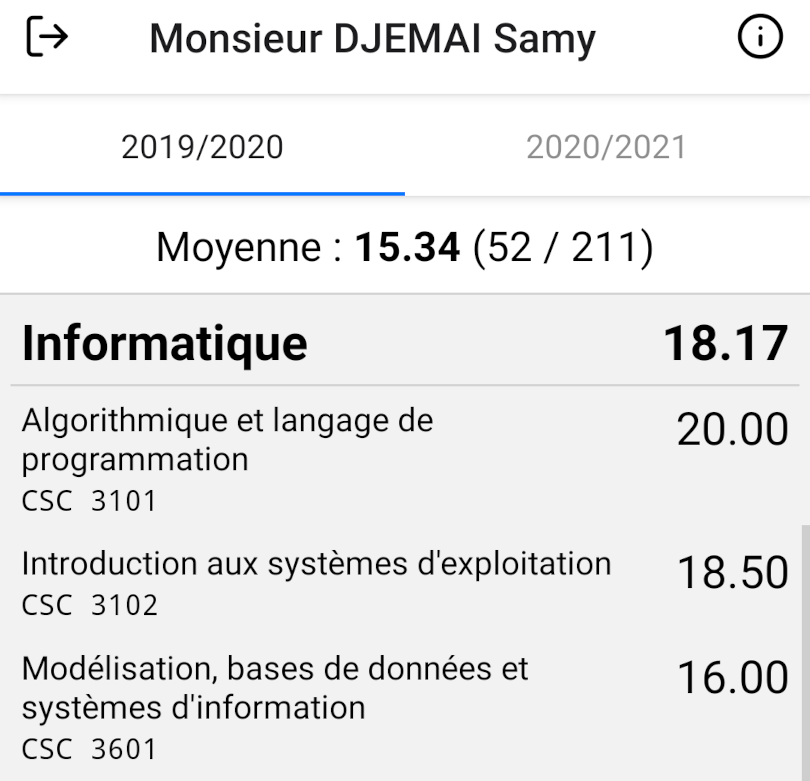 Monsieur DJEMAI Samy
2019/2020 2020/2021
Moyenne : 15.34 (52 / 211)
Informatique 18.17
Algorithmique et langage de 20.00
programmation
CSC 3101
Introduction aux systèmes d'exploitation 18.50
CSC 3102
Modélisation, bases de données et 16.00
systèmes d'information
CSC 3601